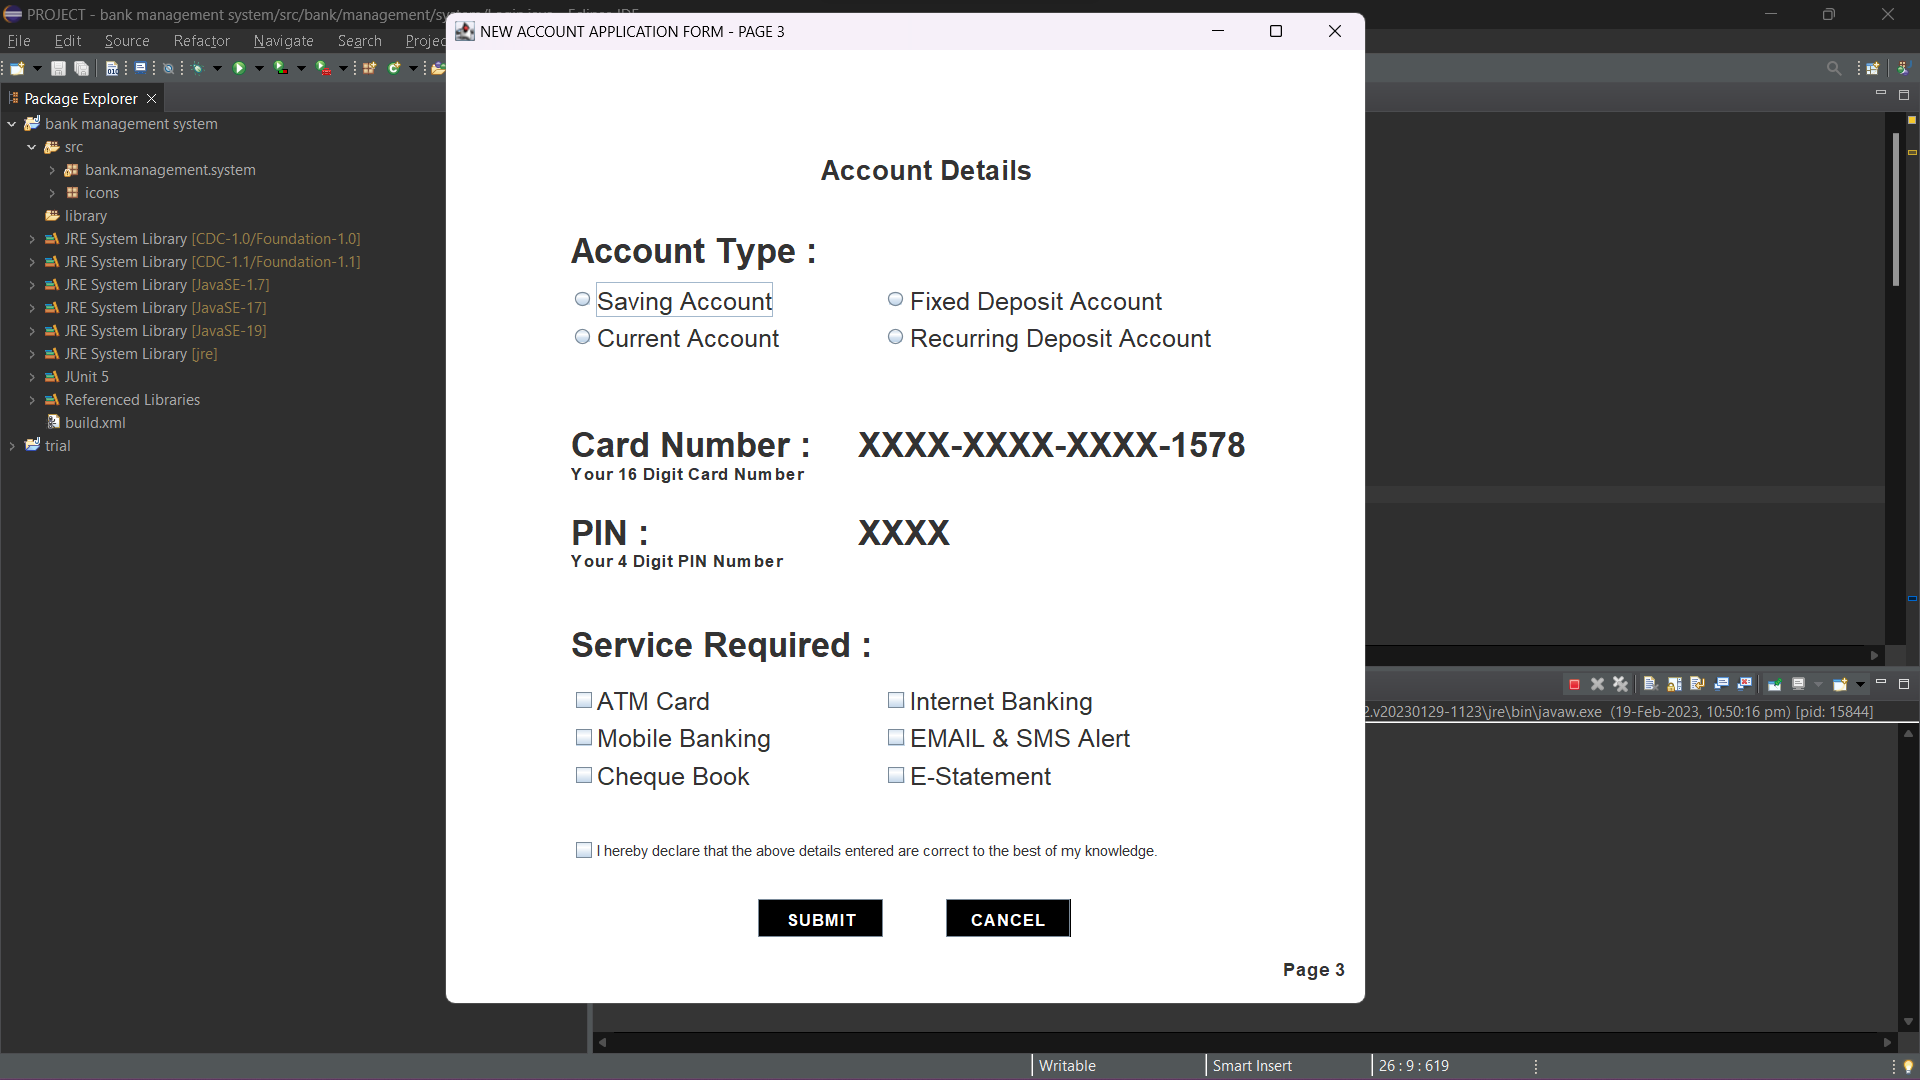 PROJECT - bank management system/src/bank/management/system/Login.java - Eclipse IDE
NEW ACCOUNT APPLICATION FORM - PAGE 3
File Edit Source Refactor Navigate Search
Package Explorer
bank management system
src
bank.management.system
icons
library
JRE System Library [CDC-1.0/Foundation-1.0]
JRE System Library [CDC-1.1/Foundation-1.1]
JRE System Library [JavaSE-1.7]
JRE System Library [JavaSE-17]
JRE System Library [JavaSE-19]
JRE System Library [jre]
JUnit 5
Referenced Libraries
build.xml
trial
Account Details
Account Type :
Saving Account Fixed Deposit Account
Current Account Recurring Deposit Account
Card Number : XXXX-XXXX-XXXX-1578
Your 16 Digit Card Number
PIN : XXXX
Your 4 Digit PIN Number
Service Required :
ATM Card Internet Banking
Mobile Banking EMAIL & SMS Alert
Cheque Book E-Statement
I hereby declare that the above details entered are correct to the best of my knowledge.
SUBMIT CANCEL
Page 3
2.v20230129-1123\jre\bin\javaw.exe (19-Feb-2023, 10:50:16 pm) [pid: 15844]
Writable Smart Insert 26 : 9 : 619